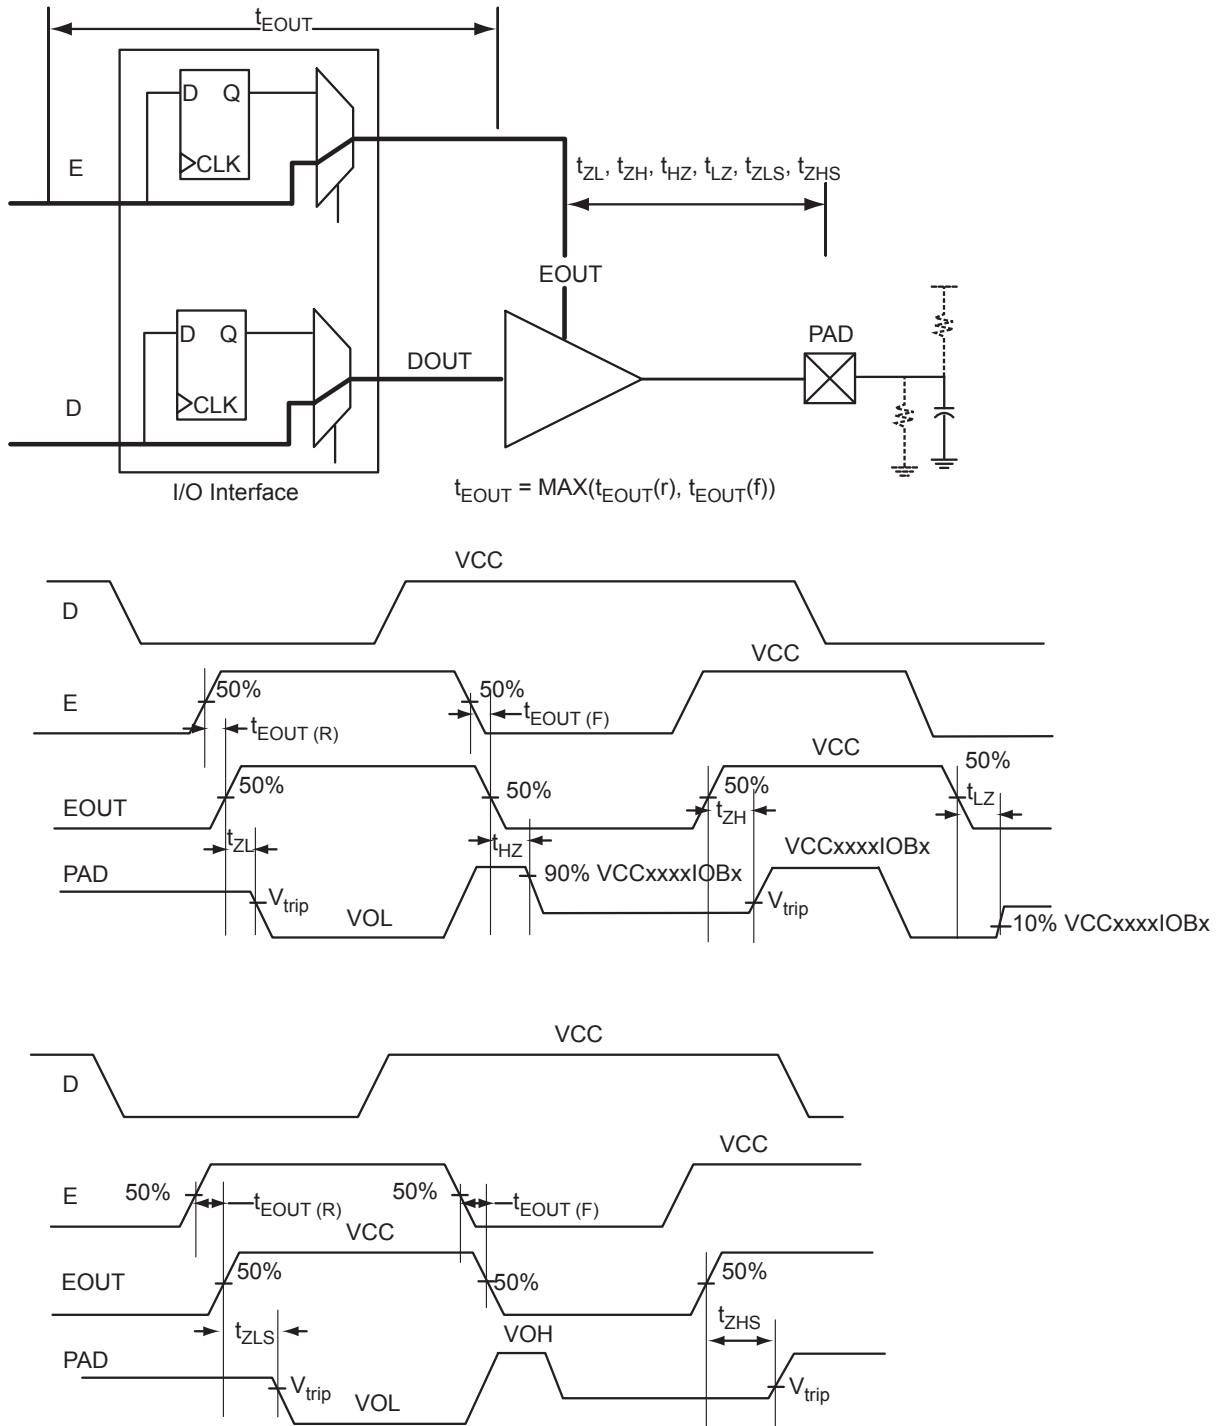 tEOUT
D Q
CLK
E
tZL, tZH, tHZ, tLZ, tZLS, tZHS
EOUT
D Q
CLK
DOUT
PAD
D
I/O Interface
tEOUT = MAX(tEOUT(r), tEOUT(f))
VCC
D
VCC
E
50%
50%
tEOUT (R)
tEOUT (F)
VCC
50%
50%
50%
50%
EOUT
tZL
tHZ
tZH
tLZ
PAD
Vtrip
VOL
90% VCCxxxxIOBx
VCCxxxxIOBx
Vtrip
10% VCCxxxxIOBx
VCC
D
VCC
E
50%
tEOUT (R)
50%
tEOUT (F)
VCC
EOUT
50%
50%
50%
tZLS
VOH
tZHS
PAD
Vtrip
VOL
Vtrip